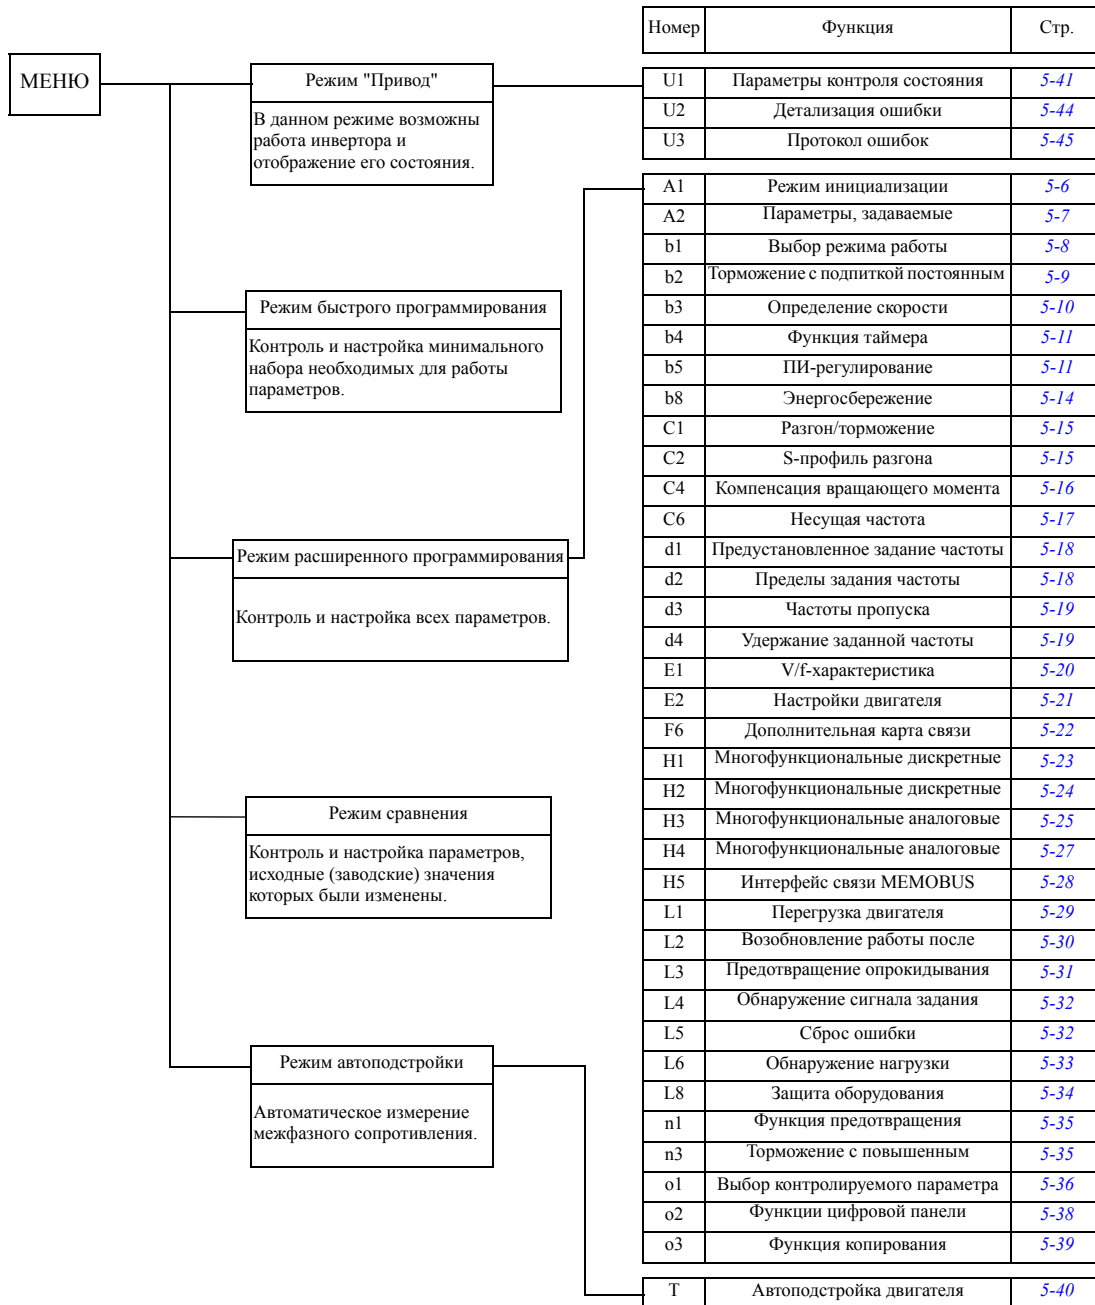 МЕНЮ
Режим "Привод"
В данном режиме возможны
работа инвертора и
отображение его состояния.
Режим быстрого программирования
Контроль и настройка минимального
набора необходимых для работы
параметров.
Режим расширенного программирования
Контроль и настройка всех параметров.
Режим сравнения
Контроль и настройка параметров,
исходные (заводские) значения
которых были изменены.
Режим автоподстройки
Автоматическое измерение
межфазного сопротивления.
Номер Функция Стр.
U1 Параметры контроля состояния 5-41
U2 Детализация ошибки 5-44
U3 Протокол ошибок 5-45
A1 Режим инициализации 5-6
A2 Параметры, задаваемые 5-7
b1 Выбор режима работы 5-8
b2 Торможение с подпиткой постоянным 5-9
b3 Определение скорости 5-10
b4 Функция таймера 5-11
b5 ПИ-регулирование 5-11
b8 Энергосбережение 5-14
C1 Разгон/торможение 5-15
C2 S-профиль разгона 5-15
C4 Компенсация вращающего момента 5-16
C6 Несущая частота 5-17
d1 Предустановленное задание частоты 5-18
d2 Пределы задания частоты 5-18
d3 Частоты пропуска 5-19
d4 Удержание заданной частоты 5-19
E1 V/f-характеристика 5-20
E2 Настройки двигателя 5-21
F6 Дополнительная карта связи 5-22
H1 Многофункциональные дискретные 5-23
H2 Многофункциональные дискретные 5-24
H3 Многофункциональные аналоговые 5-25
H4 Многофункциональные аналоговые 5-27
H5 Интерфейс связи MEMOBUS 5-28
L1 Перегрузка двигателя 5-29
L2 Возобновление работы после 5-30
L3 Предотвращение опрокидывания 5-31
L4 Обнаружение сигнала задания 5-32
L5 Сброс ошибки 5-32
L6 Обнаружение нагрузки 5-33
L8 Защита оборудования 5-34
n1 Функция предотвращения 5-35
n3 Торможение с повышенным 5-35
o1 Выбор контролируемого параметра 5-36
o2 Функции цифровой панели 5-38
o3 Функция копирования 5-39
T Автоподстройка двигателя 5-40